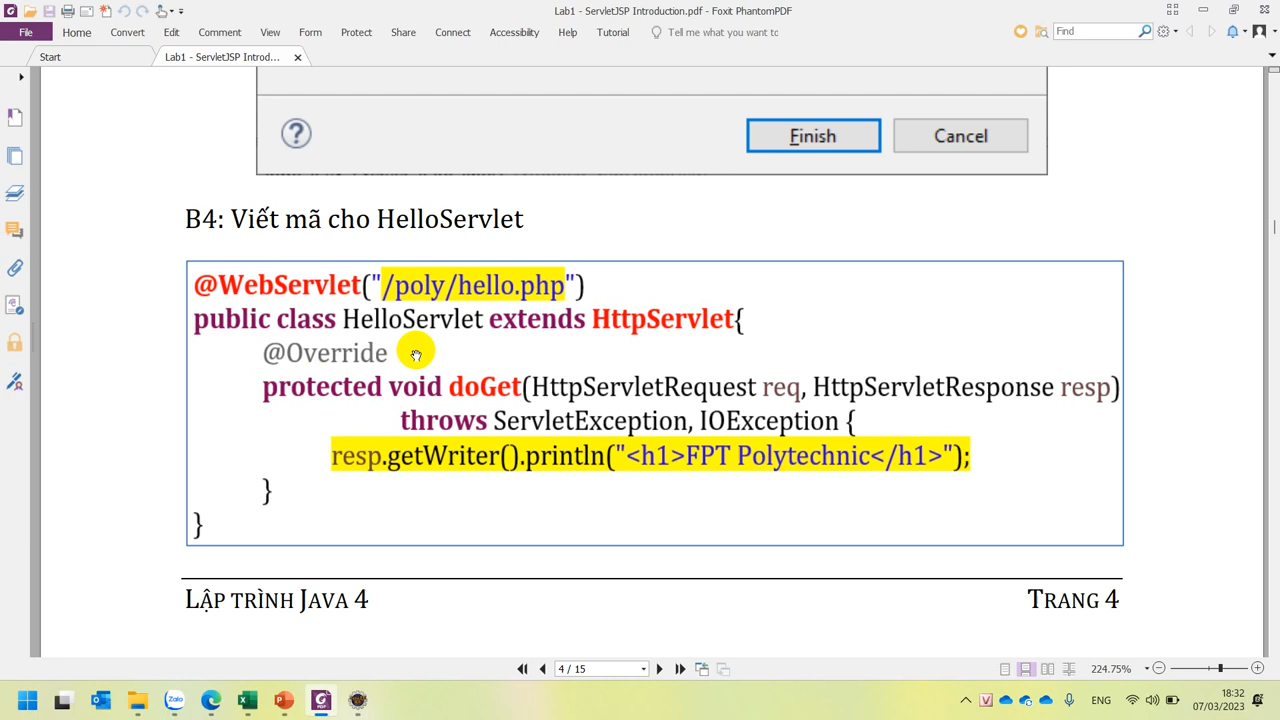 Lab1 - ServletJSP Introduction.pdf - Foxit PhantomPDF
File Home Convert Edit Comment View Form Protect Share Connect Accessibility Help Tutorial Tell me what you want to Find
Start Lab1 - ServletJSP Introd...
Finish Cancel
B4: Viết mã cho HelloServlet
@WebServlet("/poly/hello.php")
public class HelloServlet extends HttpServlet{
@Override
protected void doGet(HttpServletRequest req, HttpServletResponse resp)
throws ServletException, IOException {
resp.getWriter().println("<h1>FPT Polytechnic</h1>");
}
}
LẬP TRÌNH JAVA 4 TRANG 4
4 / 15 224.75%
Zalo ENG 18:32
07/03/2023